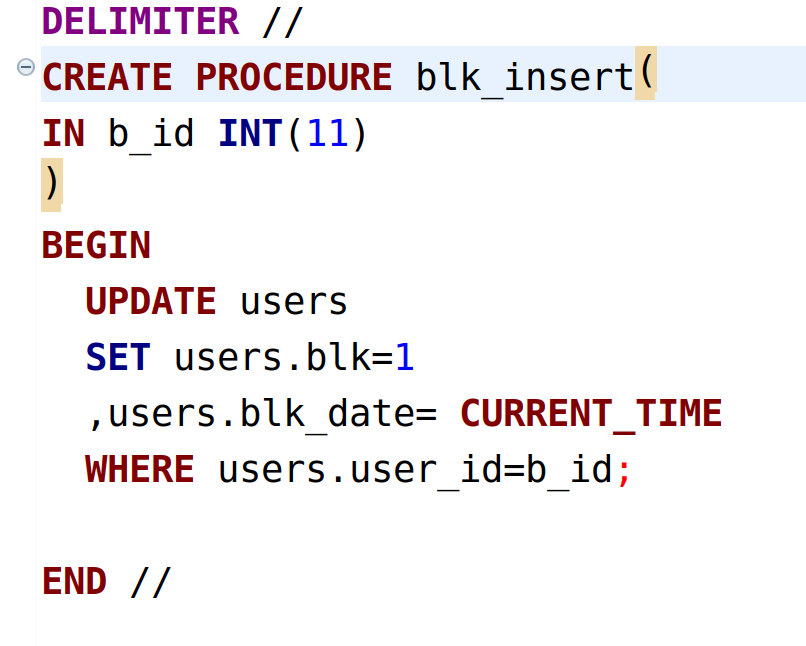 DELIMITER //
CREATE PROCEDURE blk_insert(
IN b_id INT(11)
)
BEGIN
  UPDATE users
  SET users.blk=1
  ,users.blk_date= CURRENT_TIME
  WHERE users.user_id=b_id;
END //